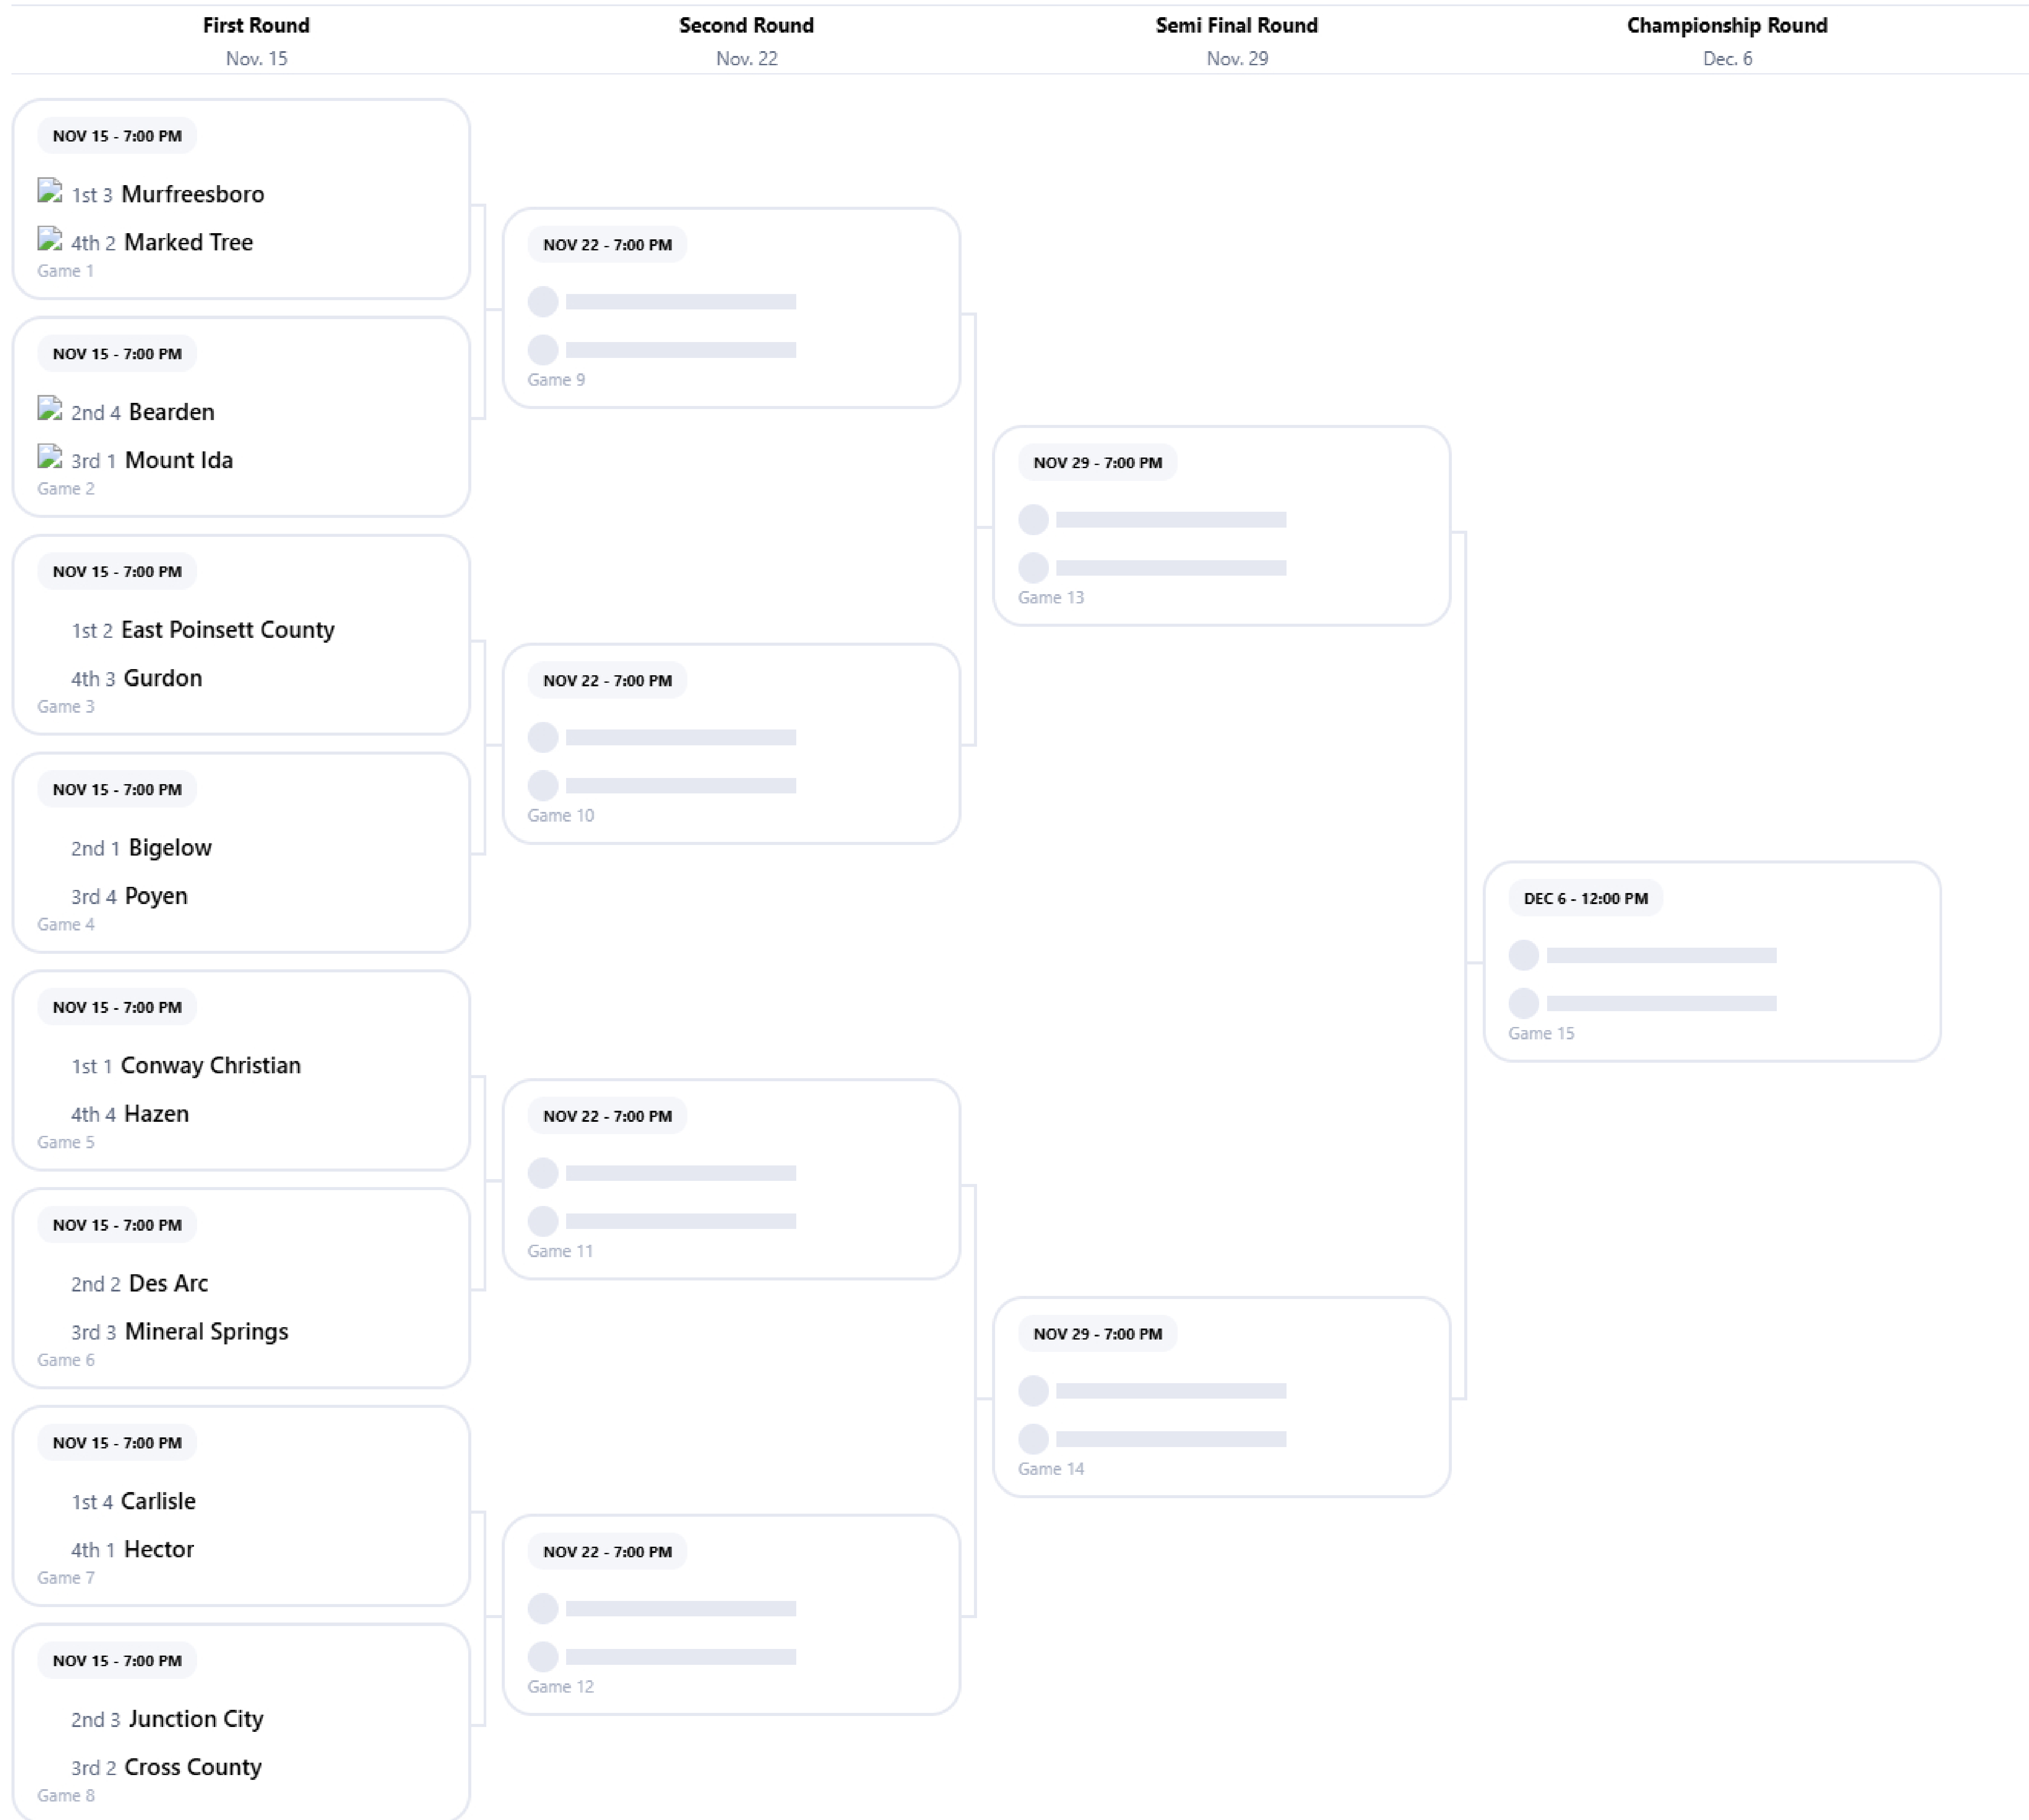 First Round
Nov. 15
Second Round
Nov. 22
Semi Final Round
Nov. 29
Championship Round
Dec. 6
NOV 15 - 7:00 PM
1st 3 Murfreesboro
4th 2 Marked Tree
Game 1
NOV 15 - 7:00 PM
2nd 4 Bearden
3rd 1 Mount Ida
Game 2
NOV 15 - 7:00 PM
1st 2 East Poinsett County
4th 3 Gurdon
Game 3
NOV 15 - 7:00 PM
2nd 1 Bigelow
3rd 4 Poyen
Game 4
NOV 15 - 7:00 PM
1st 1 Conway Christian
4th 4 Hazen
Game 5
NOV 15 - 7:00 PM
2nd 2 Des Arc
3rd 3 Mineral Springs
Game 6
NOV 15 - 7:00 PM
1st 4 Carlisle
4th 1 Hector
Game 7
NOV 15 - 7:00 PM
2nd 3 Junction City
3rd 2 Cross County
Game 8
NOV 22 - 7:00 PM
Game 9
NOV 22 - 7:00 PM
Game 10
NOV 22 - 7:00 PM
Game 11
NOV 22 - 7:00 PM
Game 12
NOV 29 - 7:00 PM
Game 13
NOV 29 - 7:00 PM
Game 14
DEC 6 - 12:00 PM
Game 15